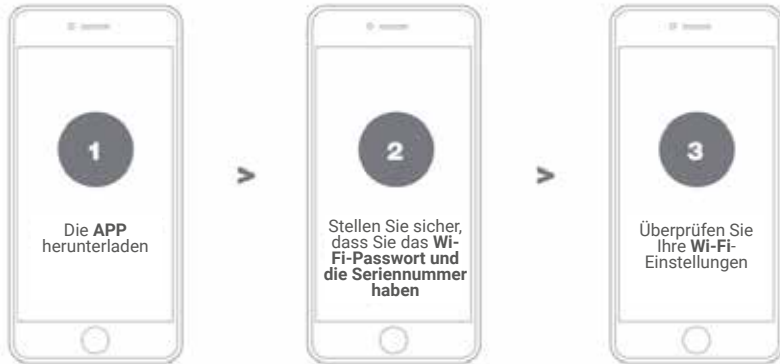 1
Die APP
herunterladen
>
2
Stellen Sie sicher,
dass Sie das Wi-
Fi-Passwort und
die Seriennummer
haben
>
3
Überprüfen Sie
Ihre Wi-Fi-
Einstellungen